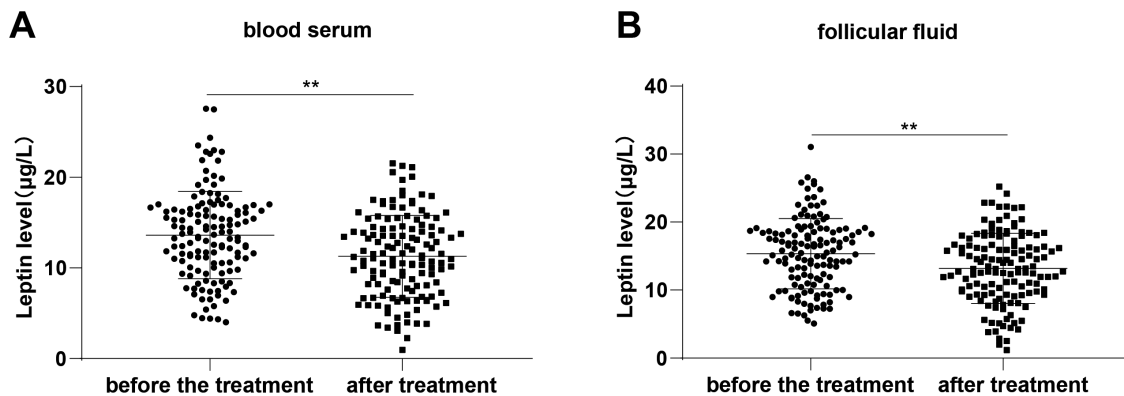 A
blood serum
Leptin level(µg/L)
30
20
10
0
**
before the treatment
after treatment
B
follicular fluid
Leptin level(µg/L)
40
30
20
10
0
**
before the treatment
after treatment